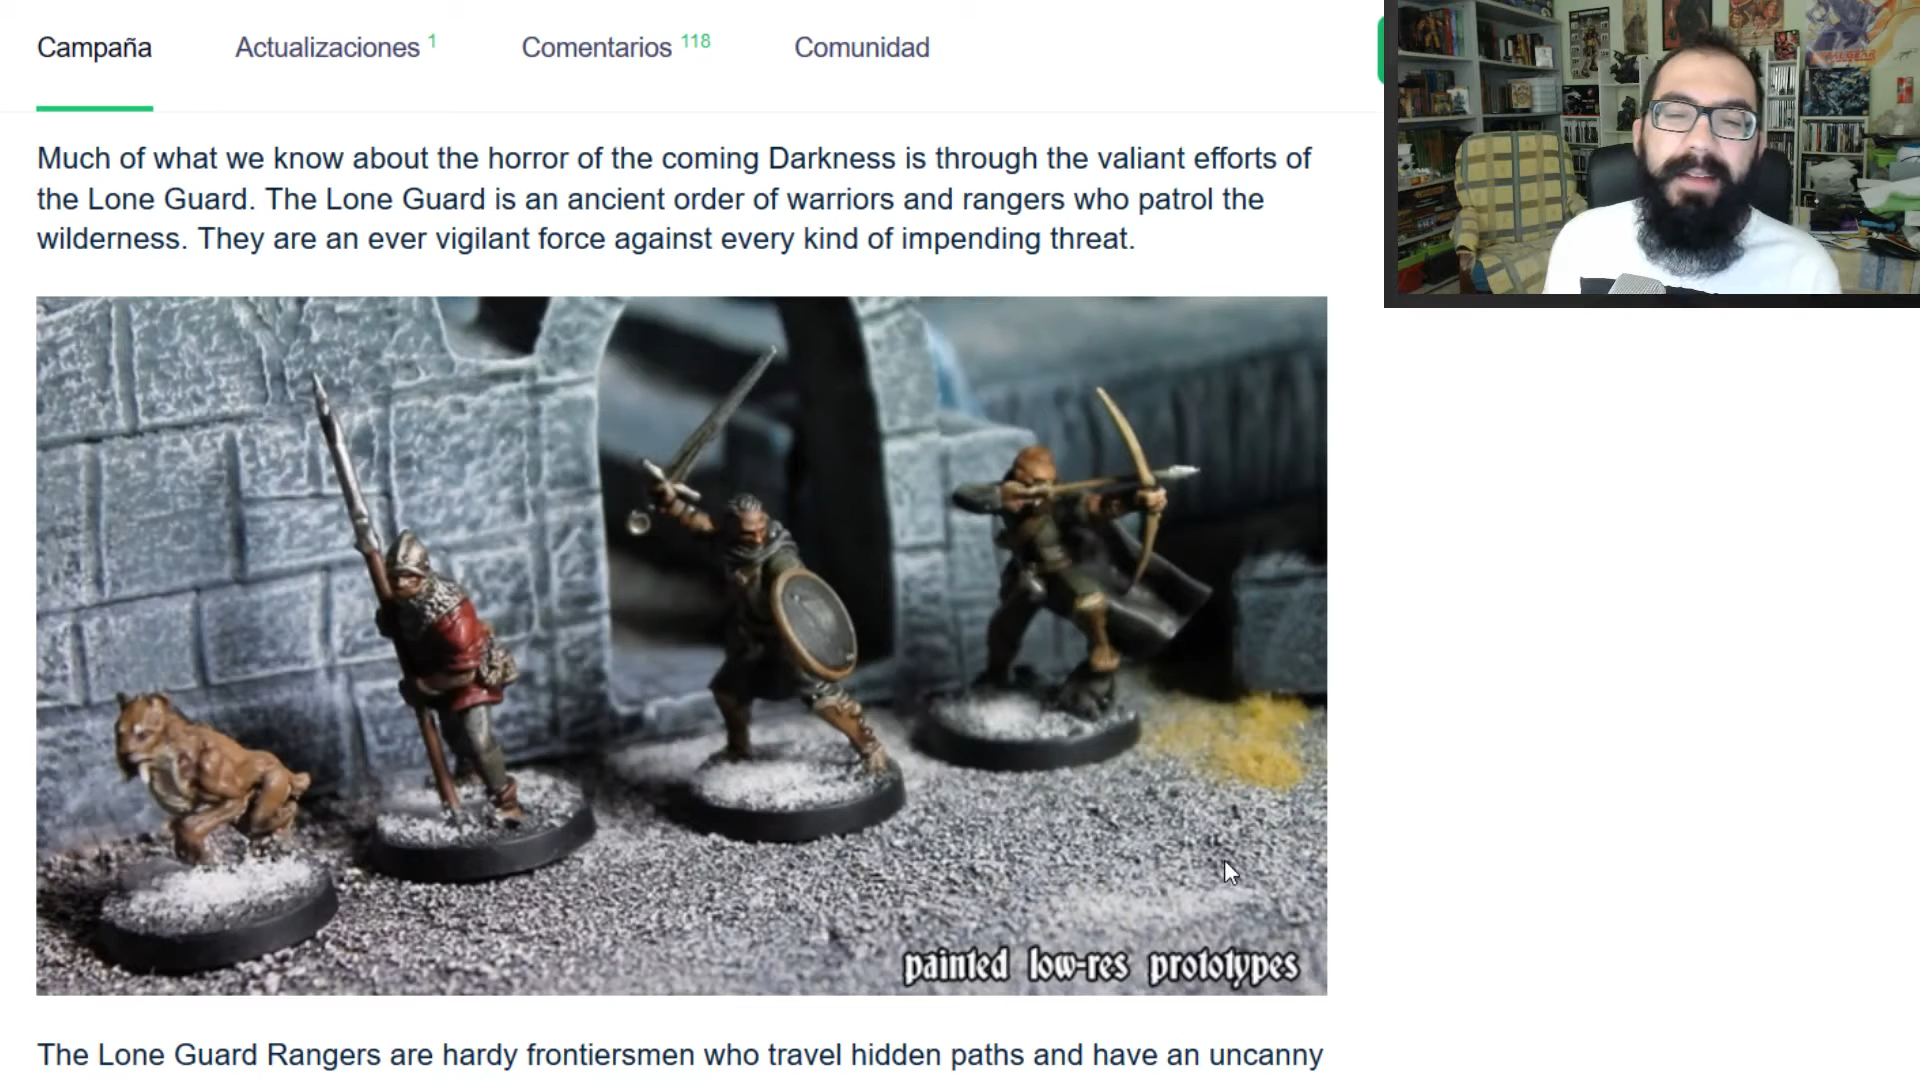 Campaña Actualizaciones 1 Comentarios 118 Comunidad
Much of what we know about the horror of the coming Darkness is through the valiant efforts of
the Lone Guard. The Lone Guard is an ancient order of warriors and rangers who patrol the
wilderness. They are an ever vigilant force against every kind of impending threat.
painted low-res prototypes
The Lone Guard Rangers are hardy frontiersmen who travel hidden paths and have an uncanny